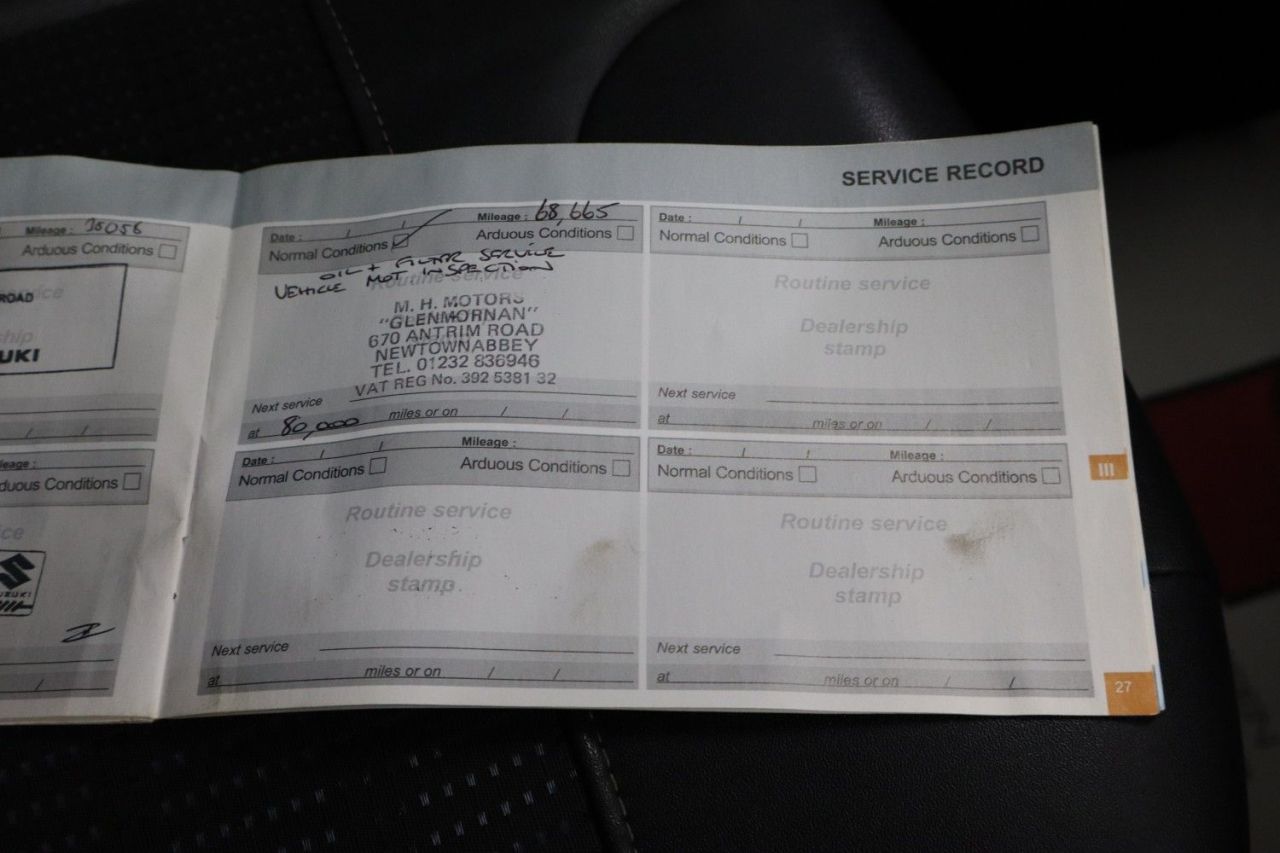 SERVICE RECORD
Mileage : 35056
Arduous Conditions
ROAD
UKI
Mileage :
Arduous Conditions
SUZUKI
at
Date : / / Mileage : 68,665
Normal Conditions Arduous Conditions
OIL + FILTER SERVICE
VEHICLE MOT INSPECTION
Routine service
M. H. MOTORS
"GLENMORNAN"
670 ANTRIM ROAD
NEWTOWNABBEY
TEL. 01232 836946
VAT REG No. 392 5381 32
Next service
at 80,000 miles or on / /
Date : / / Mileage :
Normal Conditions Arduous Conditions
Routine service
Dealership
stamp
Next service
at miles or on / /
Date : / / Mileage :
Normal Conditions Arduous Conditions
Routine service
Dealership
stamp
Next service
at miles or on / /
Date : / / Mileage :
Normal Conditions Arduous Conditions
Routine service
Dealership
stamp
Next service
at miles or on / /
III
27